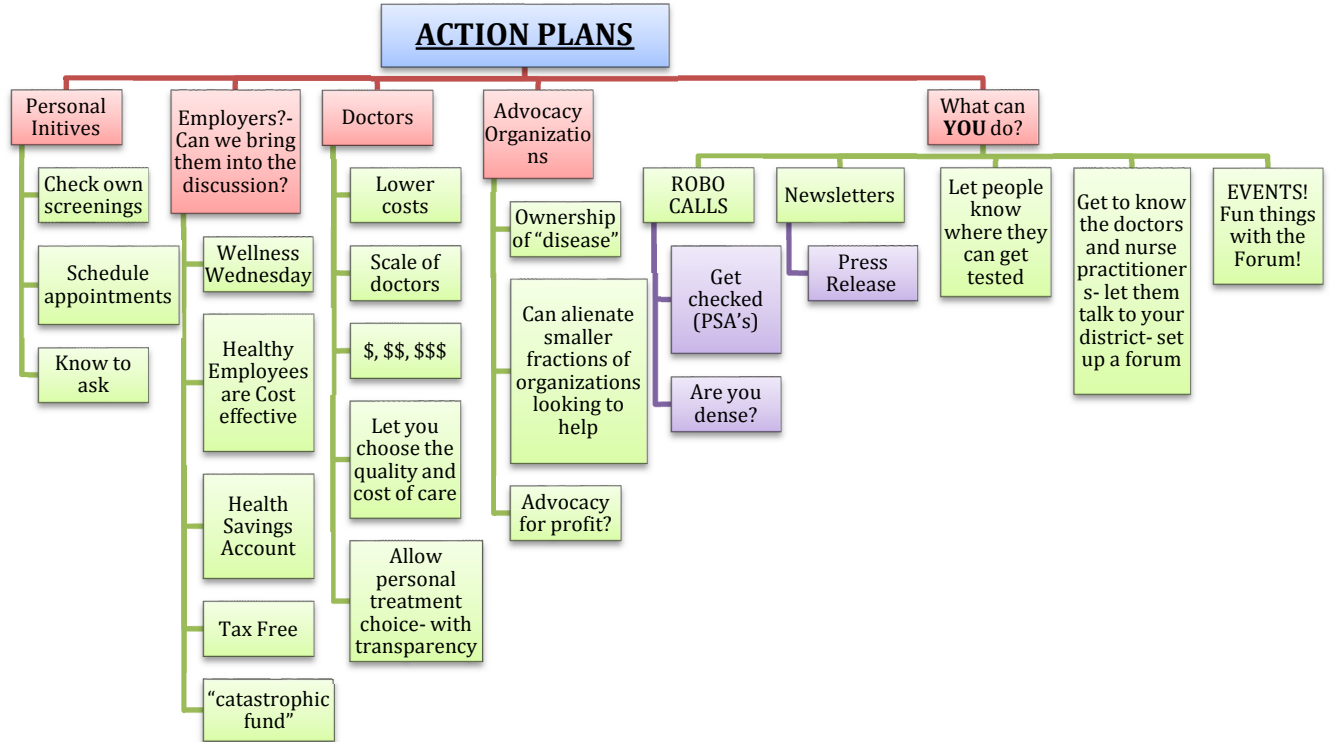 ACTION PLANS
Personal
Initives
Check own
screenings
Schedule
appointments
Know to
ask
Employers?-
Can we bring
them into the
discussion?
Wellness
Wednesday
Healthy
Employees
are Cost
effective
Health
Savings
Account
Tax Free
“catastrophic
fund”
Doctors
Lower
costs
Scale of
doctors
$, $$, $$$
Let you
choose the
quality and
cost of care
Allow
personal
treatment
choice- with
transparency
Advocacy
Organizatio
ns
Ownership
of “disease”
Can alienate
smaller
fractions of
organizations
looking to
help
Advocacy
for profit?
What can
YOU do?
ROBO
CALLS
Get
checked
(PSA’s)
Are you
dense?
Newsletters
Press
Release
Let people
know
where they
can get
tested
Get to know
the doctors
and nurse
practitioner
s- let them
talk to your
district- set
up a forum
EVENTS!
Fun things
with the
Forum!